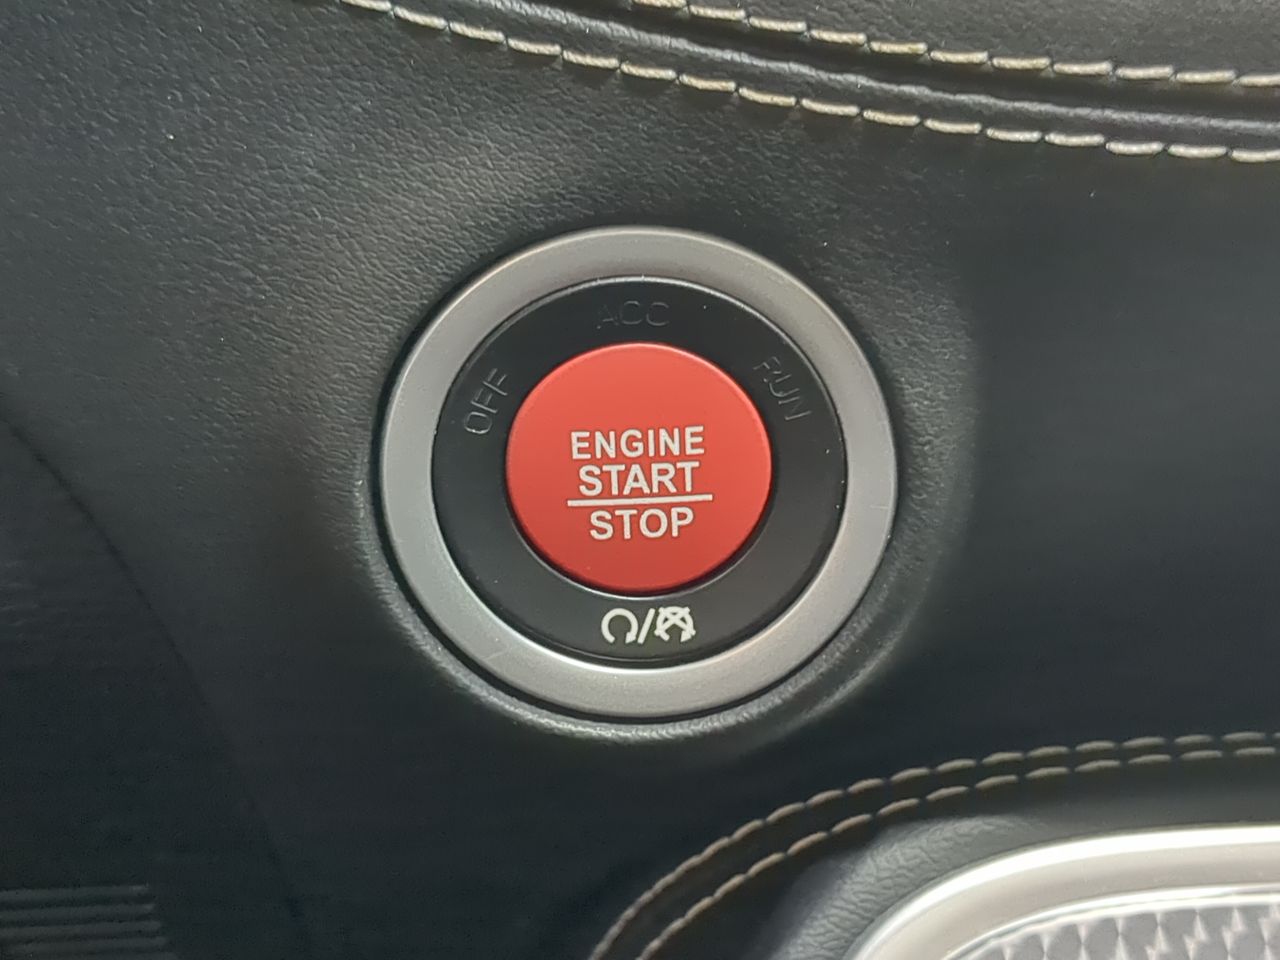 ACC
OFF
RUN
ENGINE
START
STOP